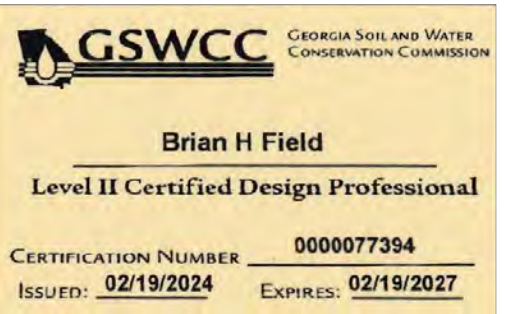 GSWCC
GEORGIA SOIL AND WATER
CONSERVATION COMMISSION
Brian H Field
Level II Certified Design Professional
CERTIFICATION NUMBER 0000077394
ISSUED: 02/19/2024 EXPIRES: 02/19/2027